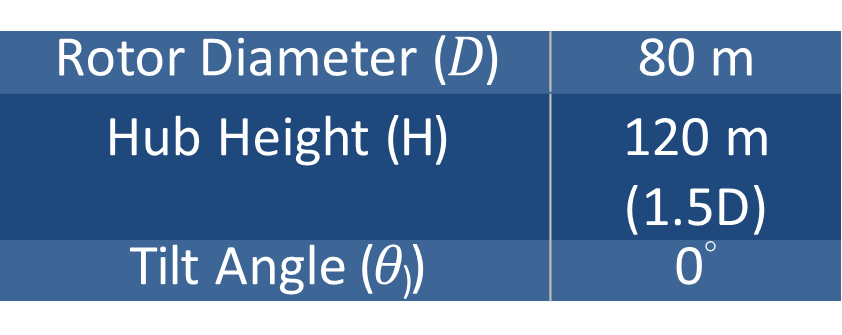 Rotor Diameter (D) 80 m
Hub Height (H) 120 m
(1.5D)
Tilt Angle (θ) 0°